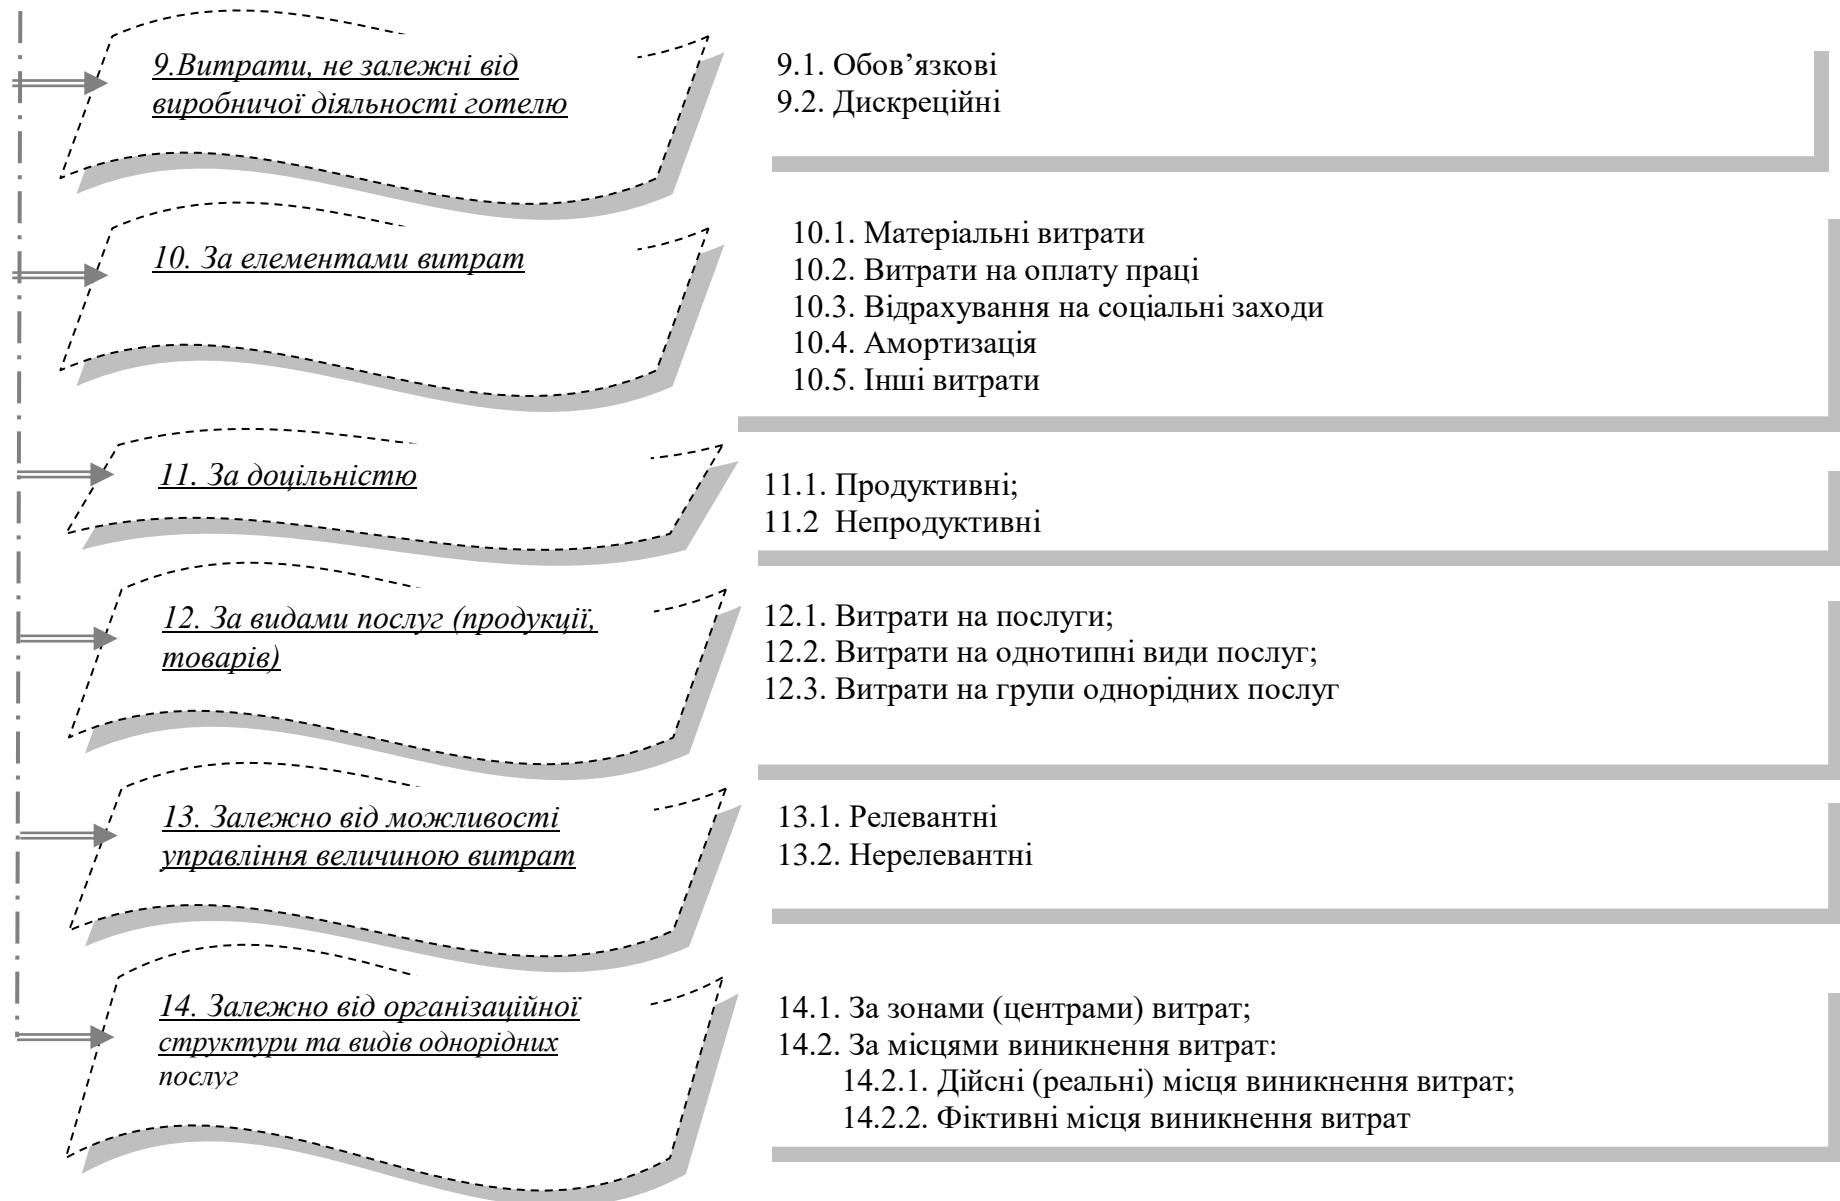 9.Витрати, не залежні від
виробничої діяльності готелю
9.1. Обов’язкові
9.2. Дискреційні
10. За елементами витрат
10.1. Матеріальні витрати
10.2. Витрати на оплату праці
10.3. Відрахування на соціальні заходи
10.4. Амортизація
10.5. Інші витрати
11. За доцільністю
11.1. Продуктивні;
11.2 Непродуктивні
12. За видами послуг (продукції,
товарів)
12.1. Витрати на послуги;
12.2. Витрати на однотипні види послуг;
12.3. Витрати на групи однорідних послуг
13. Залежно від можливості
управління величиною витрат
13.1. Релевантні
13.2. Нерелевантні
14. Залежно від організаційної
структури та видів однорідних
послуг
14.1. За зонами (центрами) витрат;
14.2. За місцями виникнення витрат:
14.2.1. Дійсні (реальні) місця виникнення витрат;
14.2.2. Фіктивні місця виникнення витрат